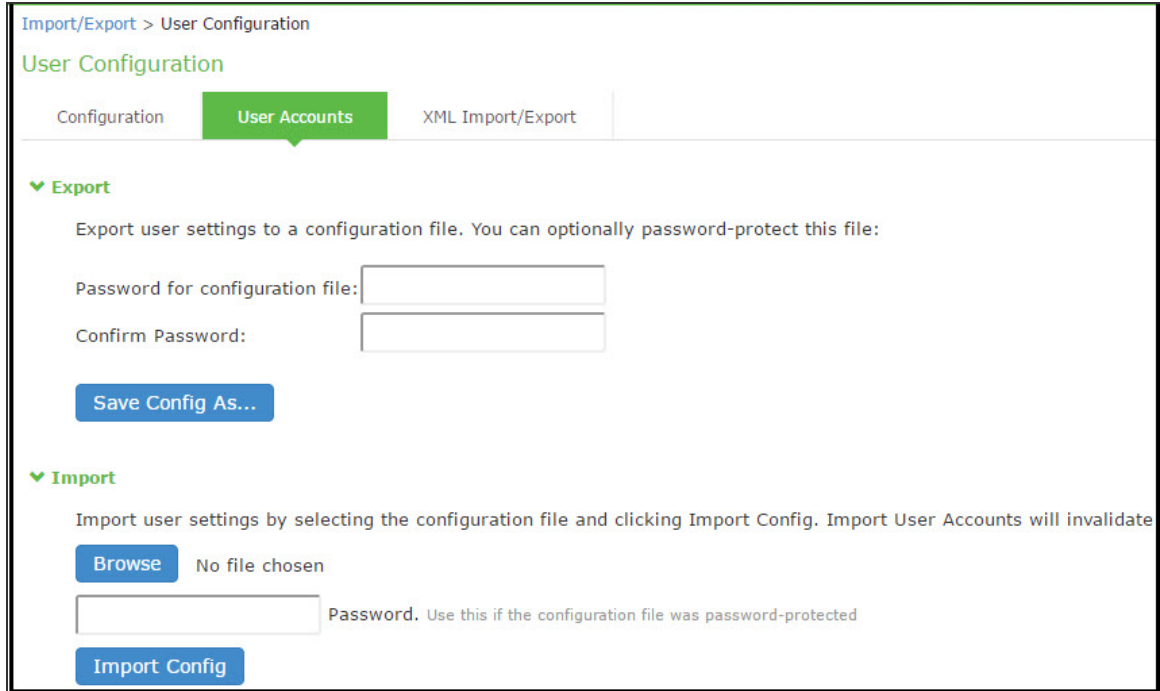 Import/Export > User Configuration
User Configuration
Configuration User Accounts XML Import/Export
Export
Export user settings to a configuration file. You can optionally password-protect this file:
Password for configuration file:
Confirm Password:
Save Config As...
Import
Import user settings by selecting the configuration file and clicking Import Config. Import User Accounts will invalidate
Browse No file chosen
Password. Use this if the configuration file was password-protected
Import Config